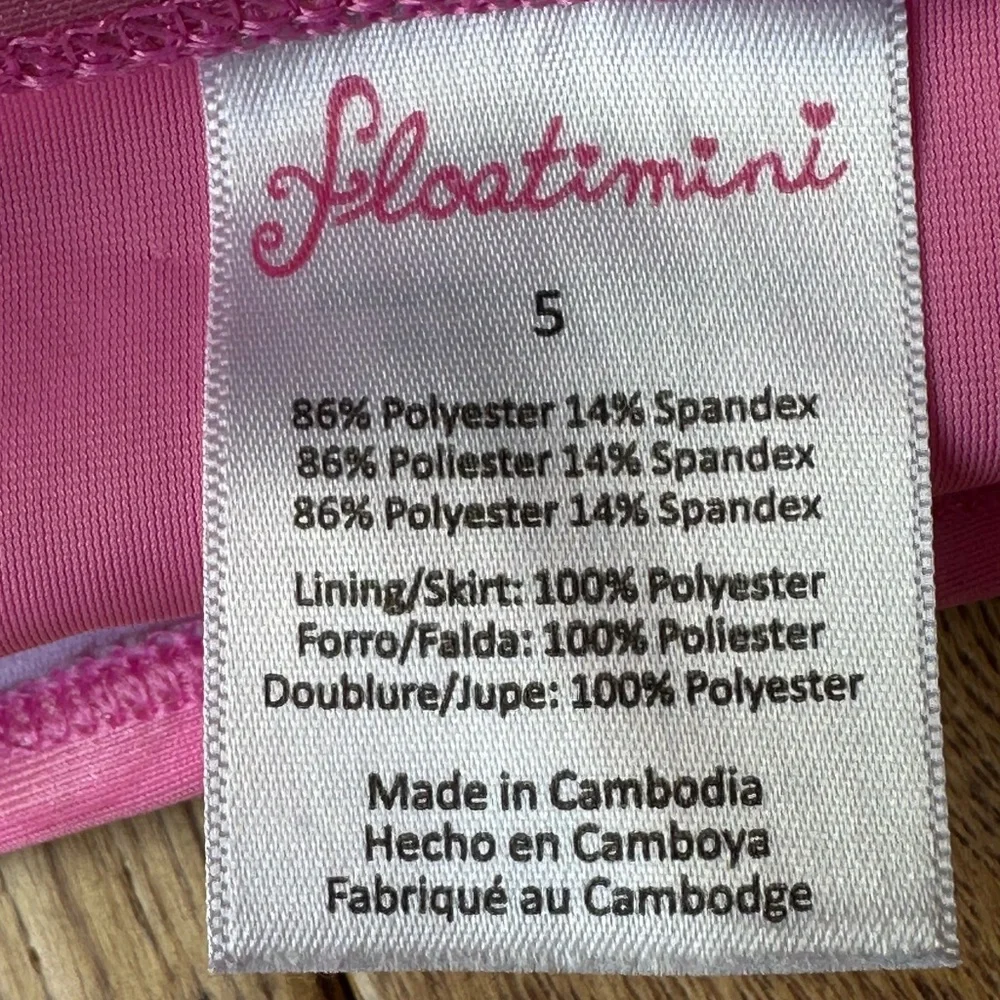 floatimini
5
86% Polyester 14% Spandex
86% Poliester 14% Spandex
86% Polyester 14% Spandex
Lining/Skirt: 100% Polyester
Forro/Falda: 100% Poliester
Doublure/Jupe: 100% Polyester
Made in Cambodia
Hecho en Camboya
Fabriqué au Cambodge